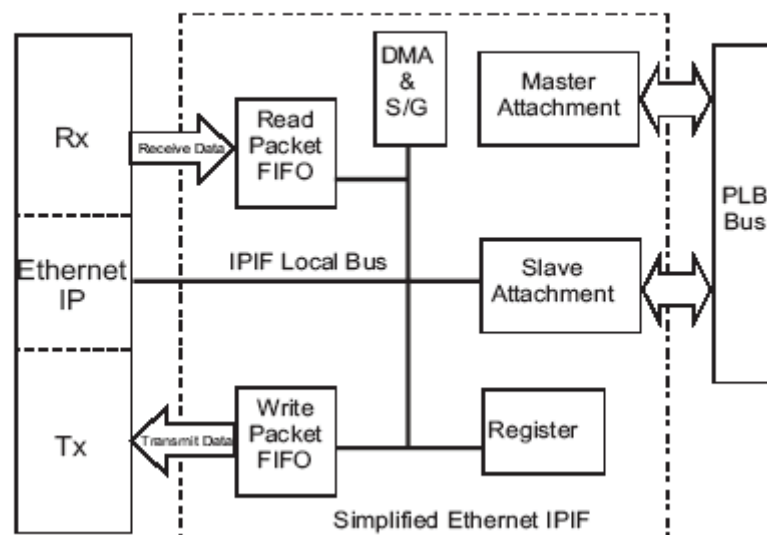 Rx
Ethernet
IP
Tx
Receive Data
Read
Packet
FIFO
DMA
&
S/G
Master
Attachment
PLB
Bus
IPIF Local Bus
Slave
Attachment
Transmit Data
Write
Packet
FIFO
Register
Simplified Ethernet IPIF